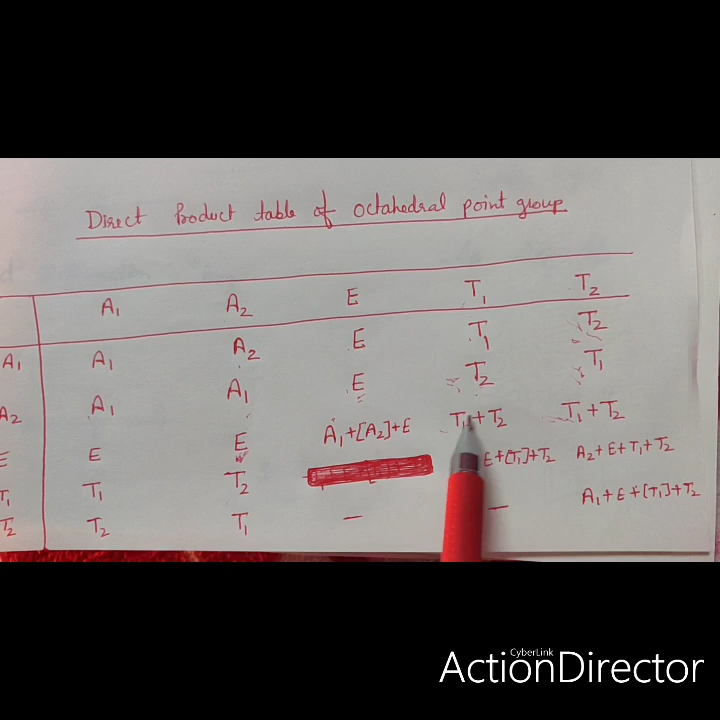 Direct Product table of octahedral point group
A₁ A₂ E T₁ T₂
A₁ A₁ A₂ E T₁ T₂
A₂ A₁ A₁ E T₂ T₁
E E E A₁+[A₂]+E T₁+T₂ T₁+T₂
T₁ T₁ T₂ E+[T₁]+T₂ A₂+E+T₁+T₂
T₂ T₂ T₁ — — A₁+E+[T₁]+T₂
CyberLink
ActionDirector